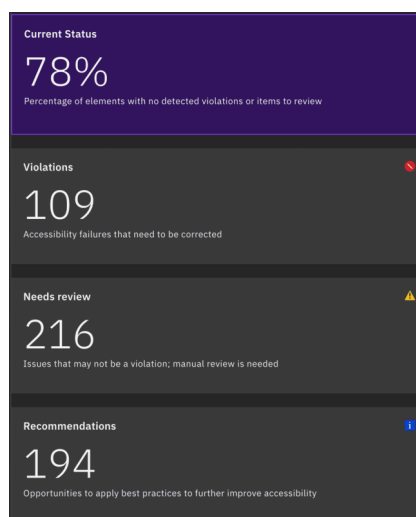 Current Status
78%
Percentage of elements with no detected violations or items to review
Violations
109
Accessibility failures that need to be corrected
Needs review
216
Issues that may not be a violation; manual review is needed
Recommendations
194
Opportunities to apply best practices to further improve accessibility